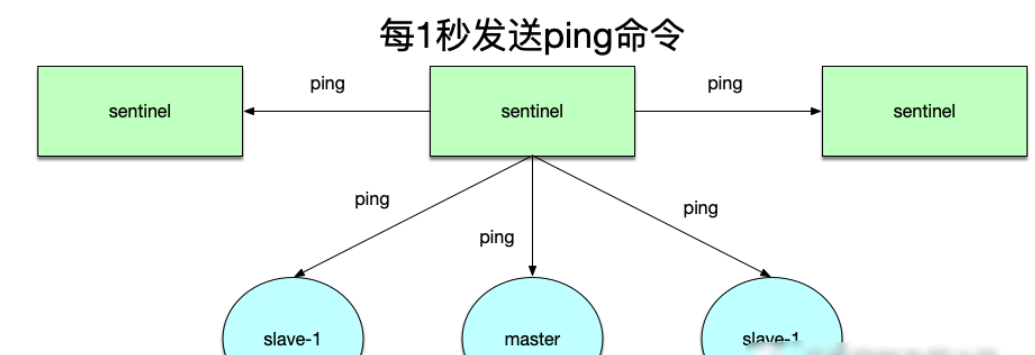 每1秒发送ping命令
ping
ping
sentinel
sentinel
sentinel
ping
ping
ping
slave-1
master
slave-1